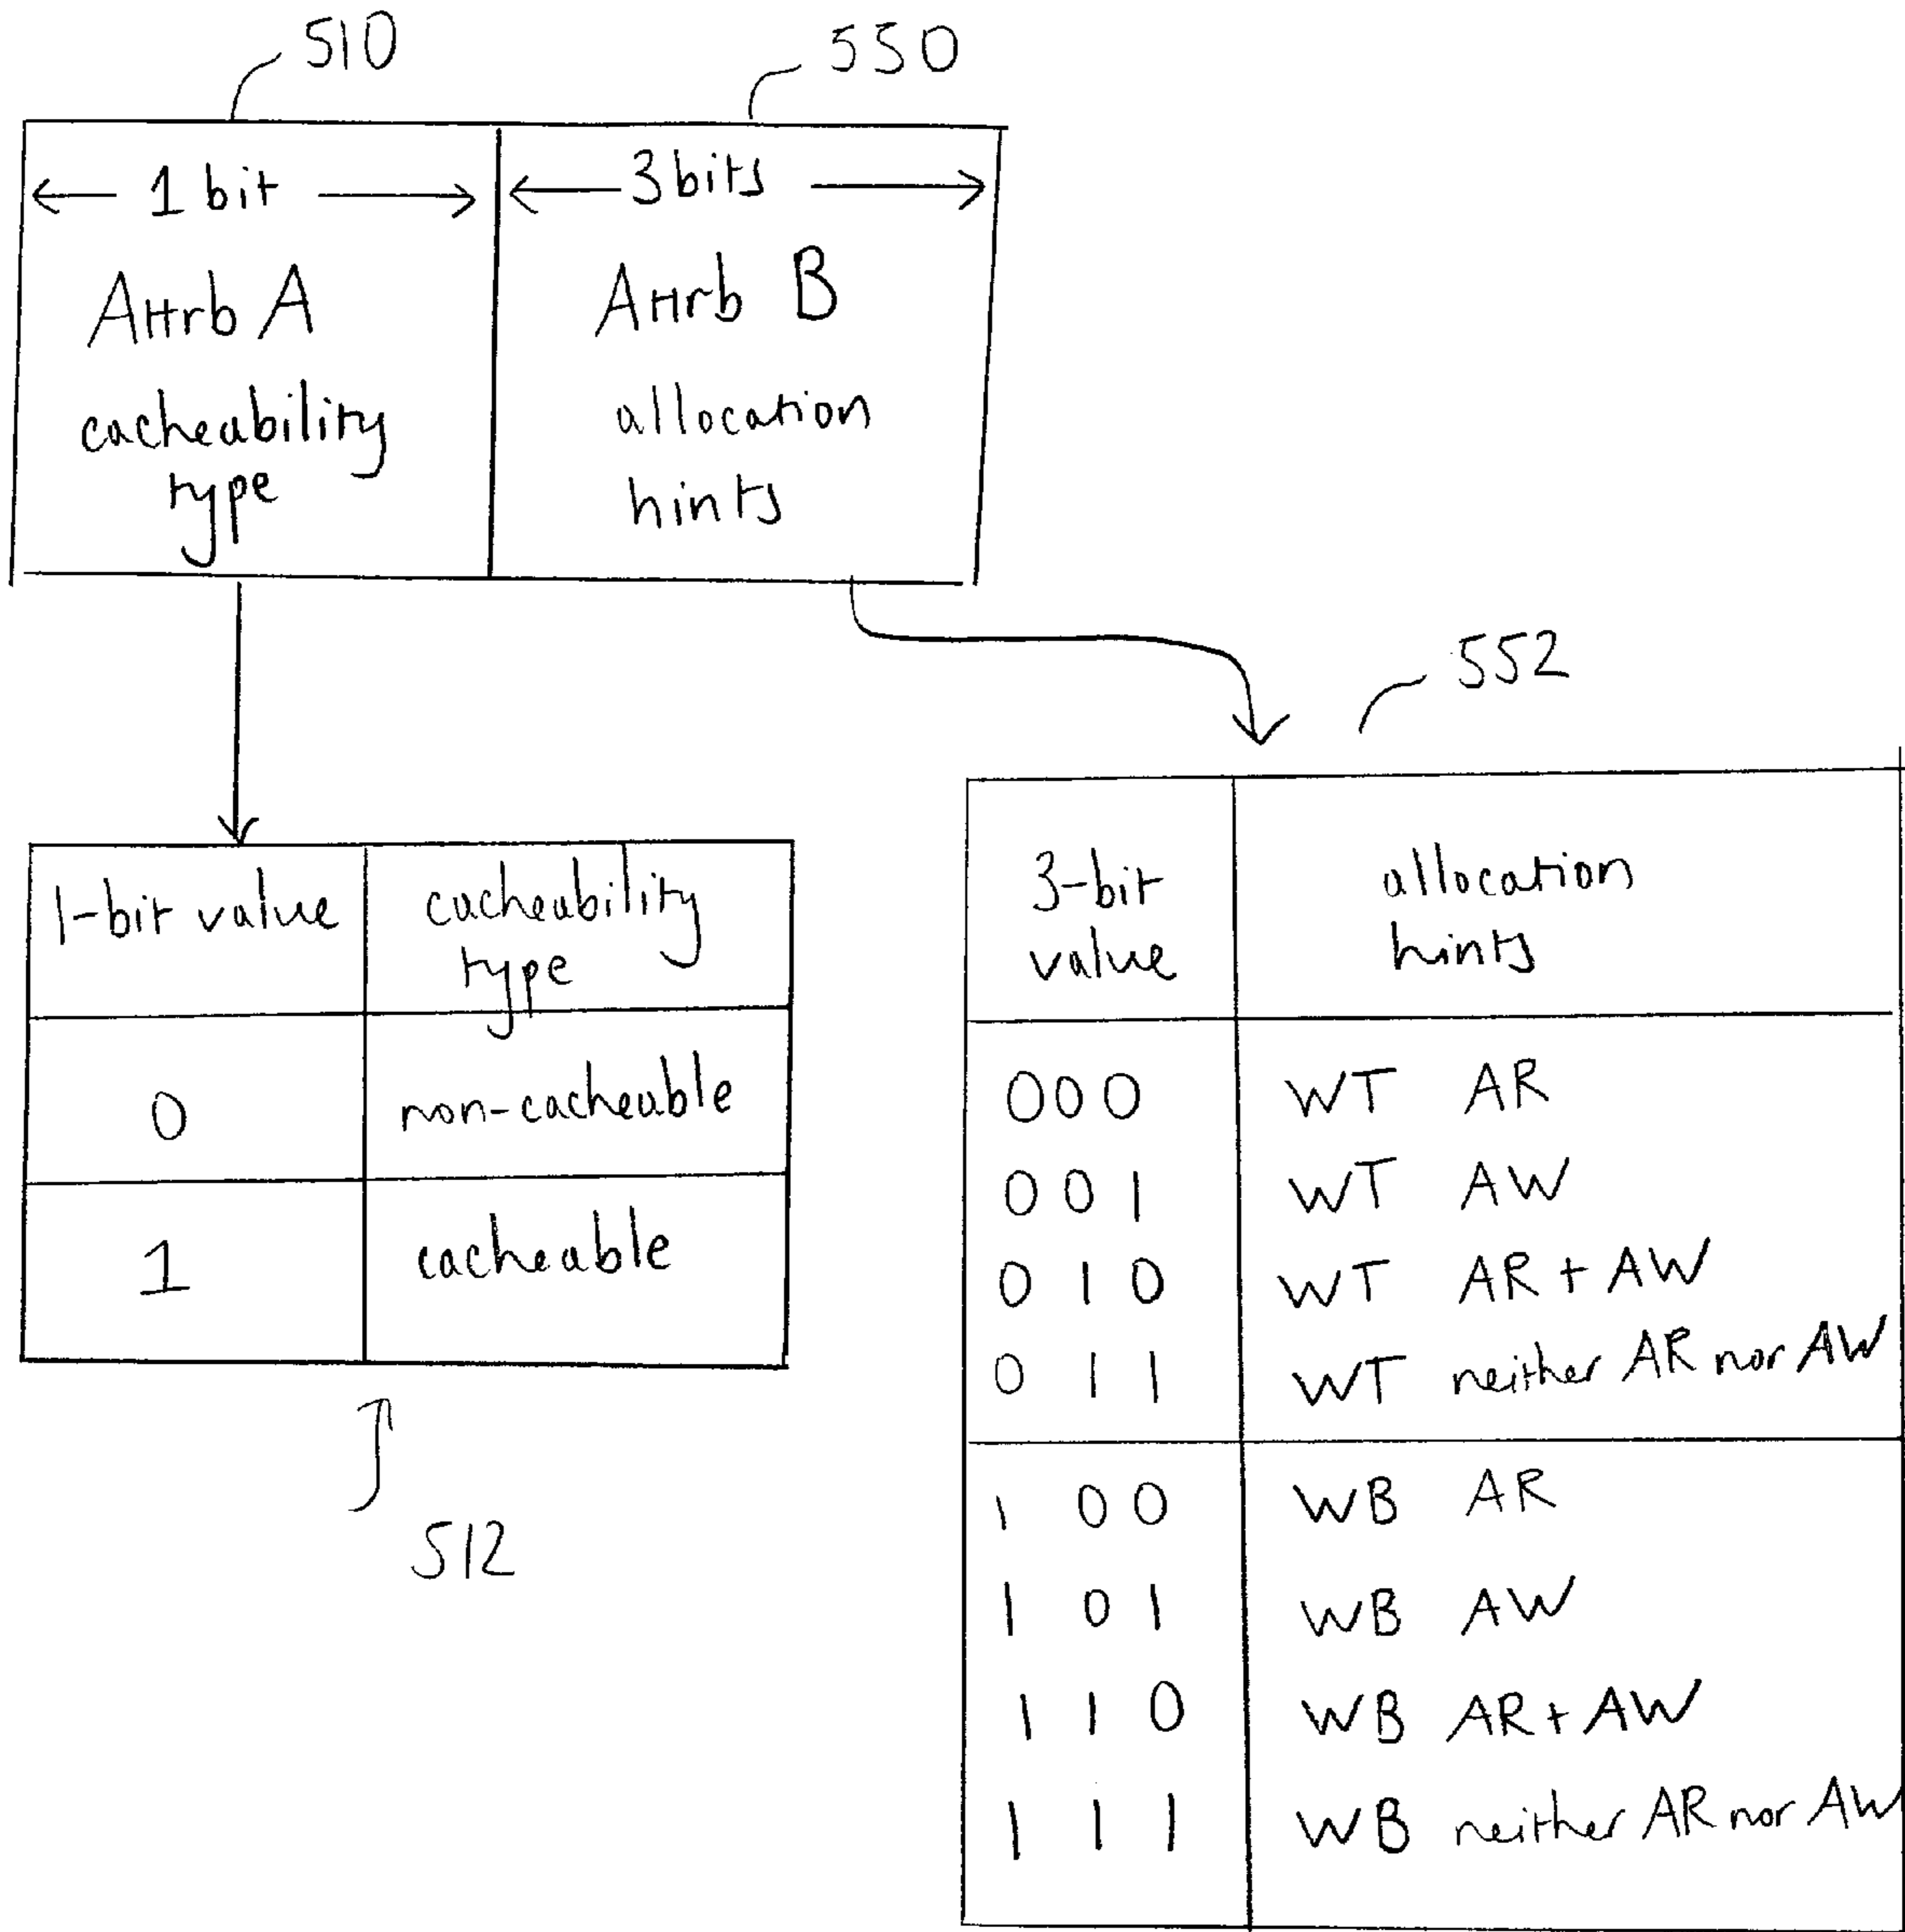 510
550
1 bit
3 bits
Attrb A
Attrb B
cacheability
type
allocation
hints
552
1-bit value
cacheability
type
0
non-cacheable
1
cacheable
512
3-bit
value
allocation
hints
000 WT AR
001 WT AW
010 WT AR + AW
011 WT neither AR nor AW
100 WB AR
101 WB AW
110 WB AR + AW
111 WB neither AR nor AW